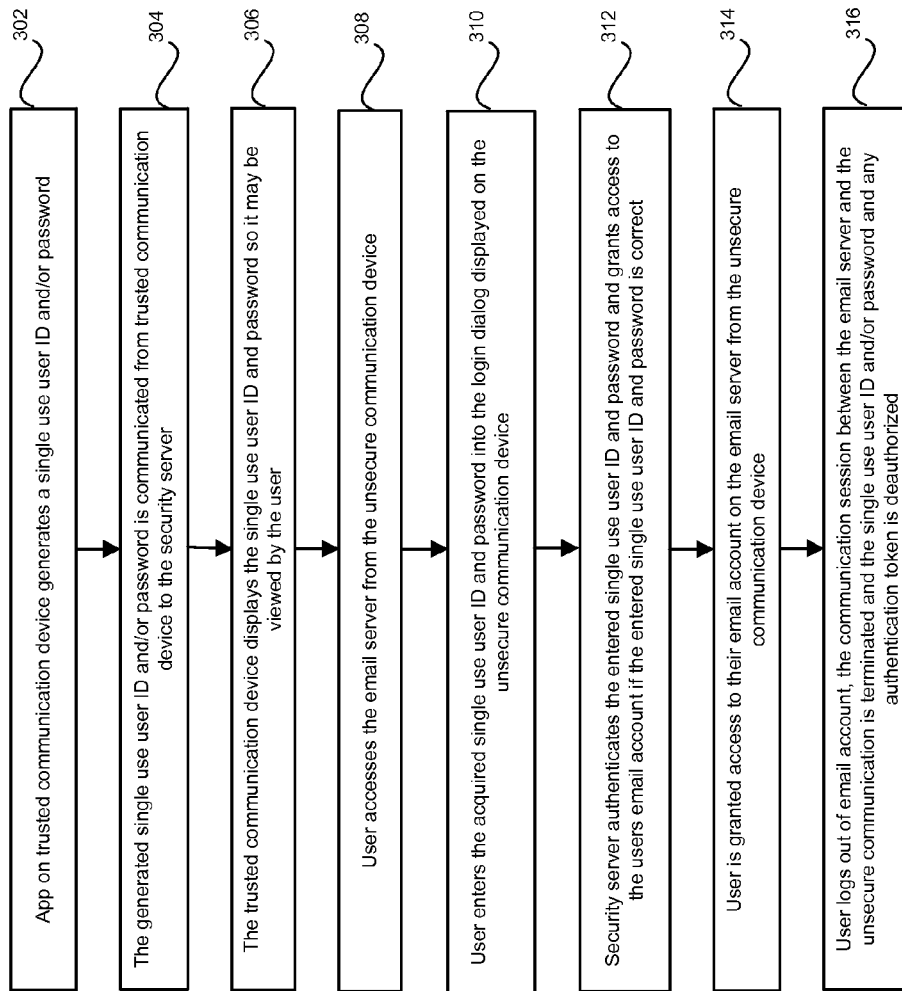 302
App on trusted communication device generates a single use user ID and/or password
304
The generated single use user ID and/or password is communicated from trusted communication
device to the security server
306
The trusted communication device displays the single use user ID and password so it may be
viewed by the user
308
User accesses the email server from the unsecure communication device
310
User enters the acquired single use user ID and password into the login dialog displayed on the
unsecure communication device
312
Security server authenticates the entered single use user ID and password and grants access to
the users email account if the entered single use user ID and password is correct
314
User is granted access to their email account on the email server from the unsecure
communication device
316
User logs out of email account, the communication session between the email server and the
unsecure communication is terminated and the single use user ID and/or password and any
authentication token is deauthorized